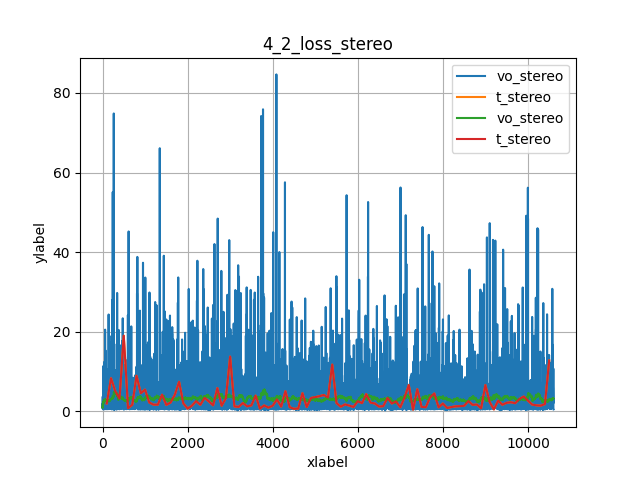 4_2_loss_stereo
vo_stereo
t_stereo
vo_stereo
t_stereo
ylabel
80
60
40
20
0
0 2000 4000 6000 8000 10000
xlabel